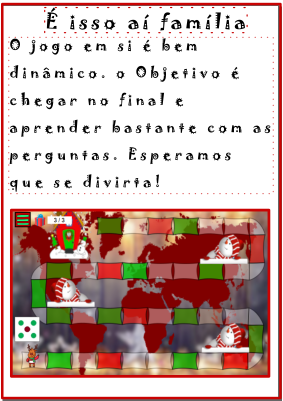 É isso aí família
O jogo em si é bem
dinâmico. o Objetivo é
chegar no final e
aprender bastante com as
perguntas. Esperamos
que se divirta!
3/3